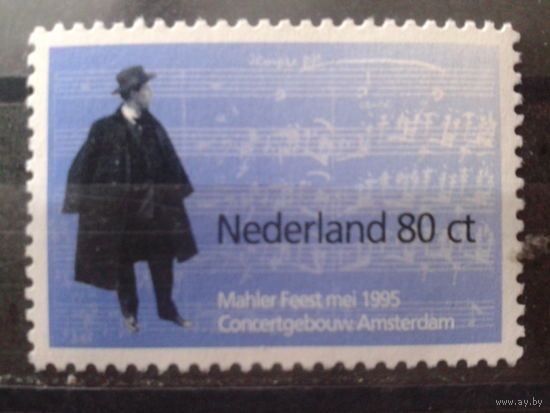 Nederland 80 ct
Mahler Feest mei 1995
Concertgebouw Amsterdam
www.ay.by